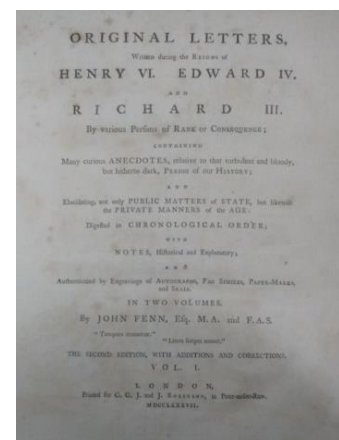 ORIGINAL LETTERS,
Written during the REIGNS of
HENRY VI. EDWARD IV.
AND
RICHARD III.
By various Persons of RANK or CONSEQUENCE;
CONTAINING
Many curious ANECDOTES, relative to that turbulent and bloody,
but hitherto dark, PERIOD of our HISTORY;
AND
Elucidating, not only PUBLIC MATTERS of STATE, but likewise
the PRIVATE MANNERS of the AGE:
Digested in CHRONOLOGICAL ORDER;
WITH
NOTES, Historical and Explanatory;
AND
Authenticated by Engravings of AUTOGRAPHS, FAC SIMILES, PAPER-MARKS,
and SEALS.
IN TWO VOLUMES.
By JOHN FENN, Esq. M.A. and F.A.S.
"Tempora mutantur." "Litera scripta manet."
THE SECOND EDITION, WITH ADDITIONS AND CORRECTIONS.
VOL. I.
LONDON,
Printed for G. G. J. and J. ROBINSON, in Pater-noster-Row.
MDCCLXXXVII.